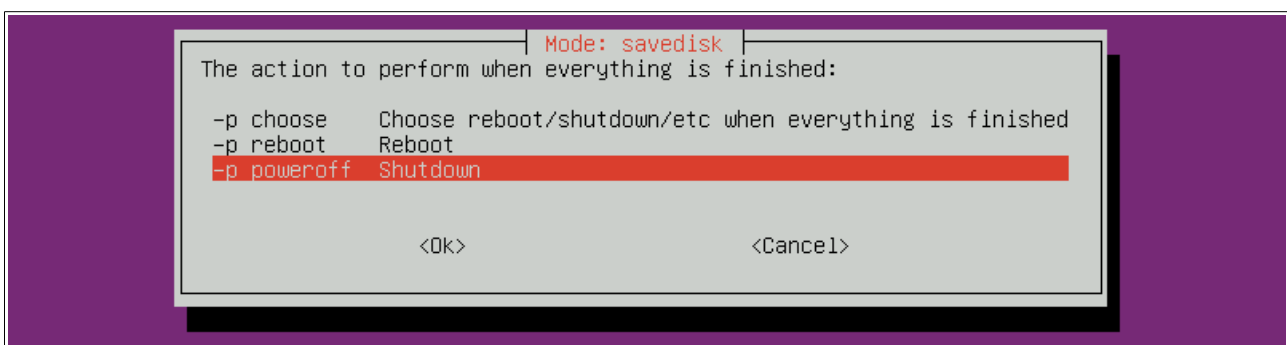 Mode: savedisk
The action to perform when everything is finished:
-p choose    Choose reboot/shutdown/etc when everything is finished
-p reboot    Reboot
-p poweroff  Shutdown
<Ok>    <Cancel>